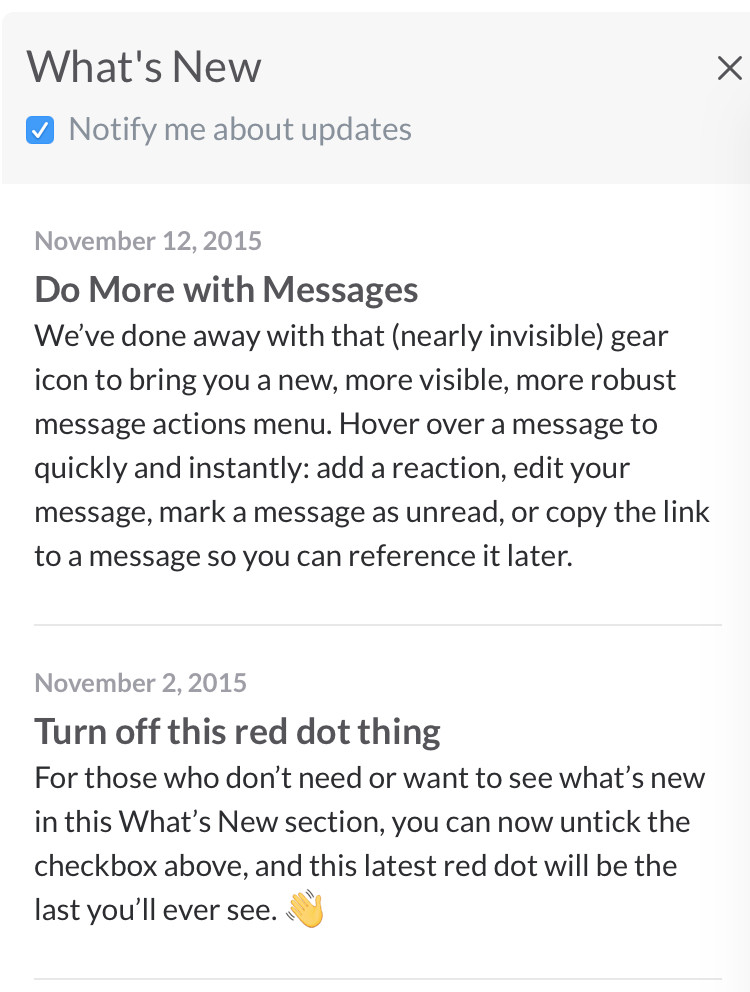 What's New
Notify me about updates
November 12, 2015
Do More with Messages
We’ve done away with that (nearly invisible) gear
icon to bring you a new, more visible, more robust
message actions menu. Hover over a message to
quickly and instantly: add a reaction, edit your
message, mark a message as unread, or copy the link
to a message so you can reference it later.
November 2, 2015
Turn off this red dot thing
For those who don’t need or want to see what’s new
in this What’s New section, you can now untick the
checkbox above, and this latest red dot will be the
last you’ll ever see. 👋